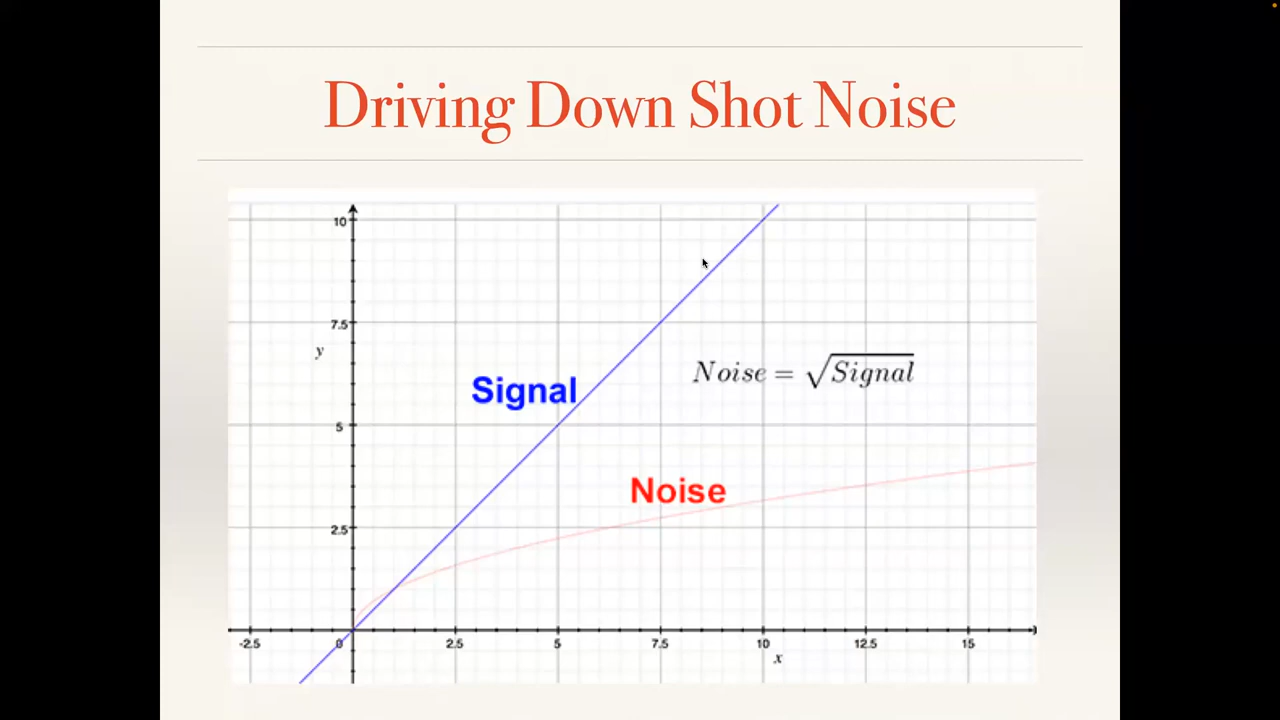 Driving Down Shot Noise
10
7.5
y
Noise = √Signal
Signal
5
Noise
2.5
-2.5 0 2.5 5 7.5 10 12.5 15
x